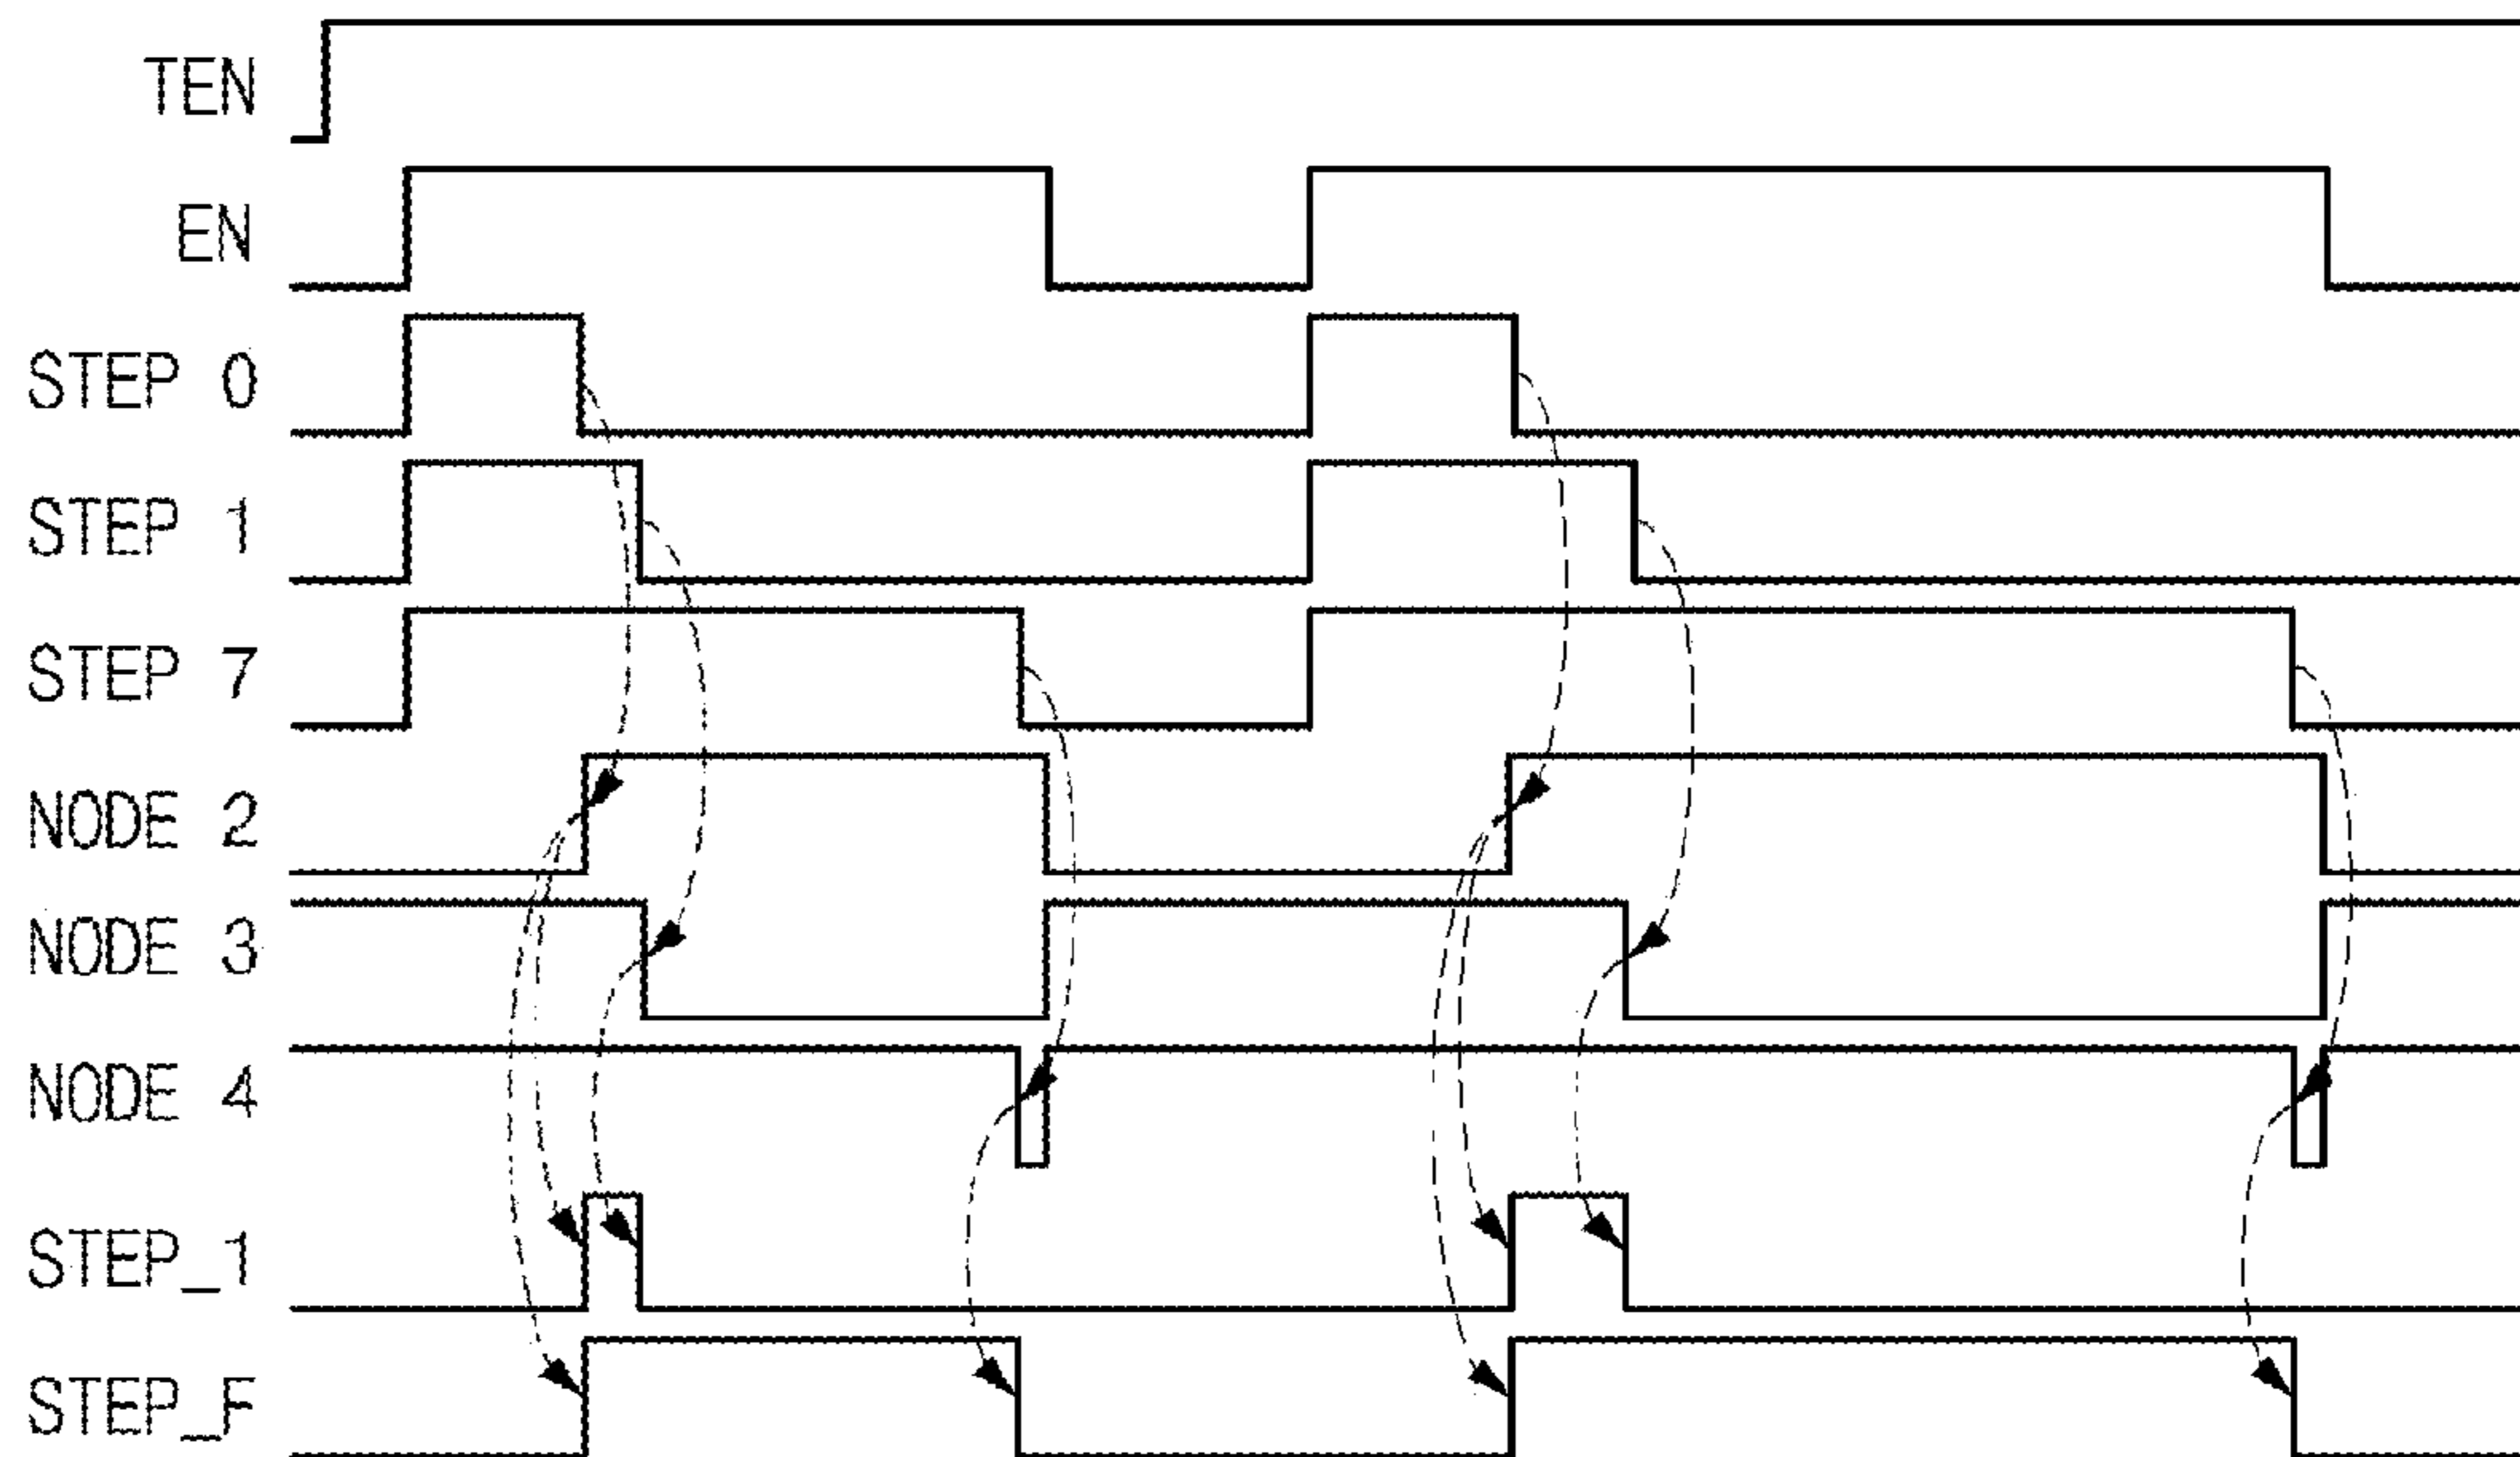 TEN
EN
STEP 0
STEP 1
STEP 7
NODE 2
NODE 3
NODE 4
STEP_1
STEP_F